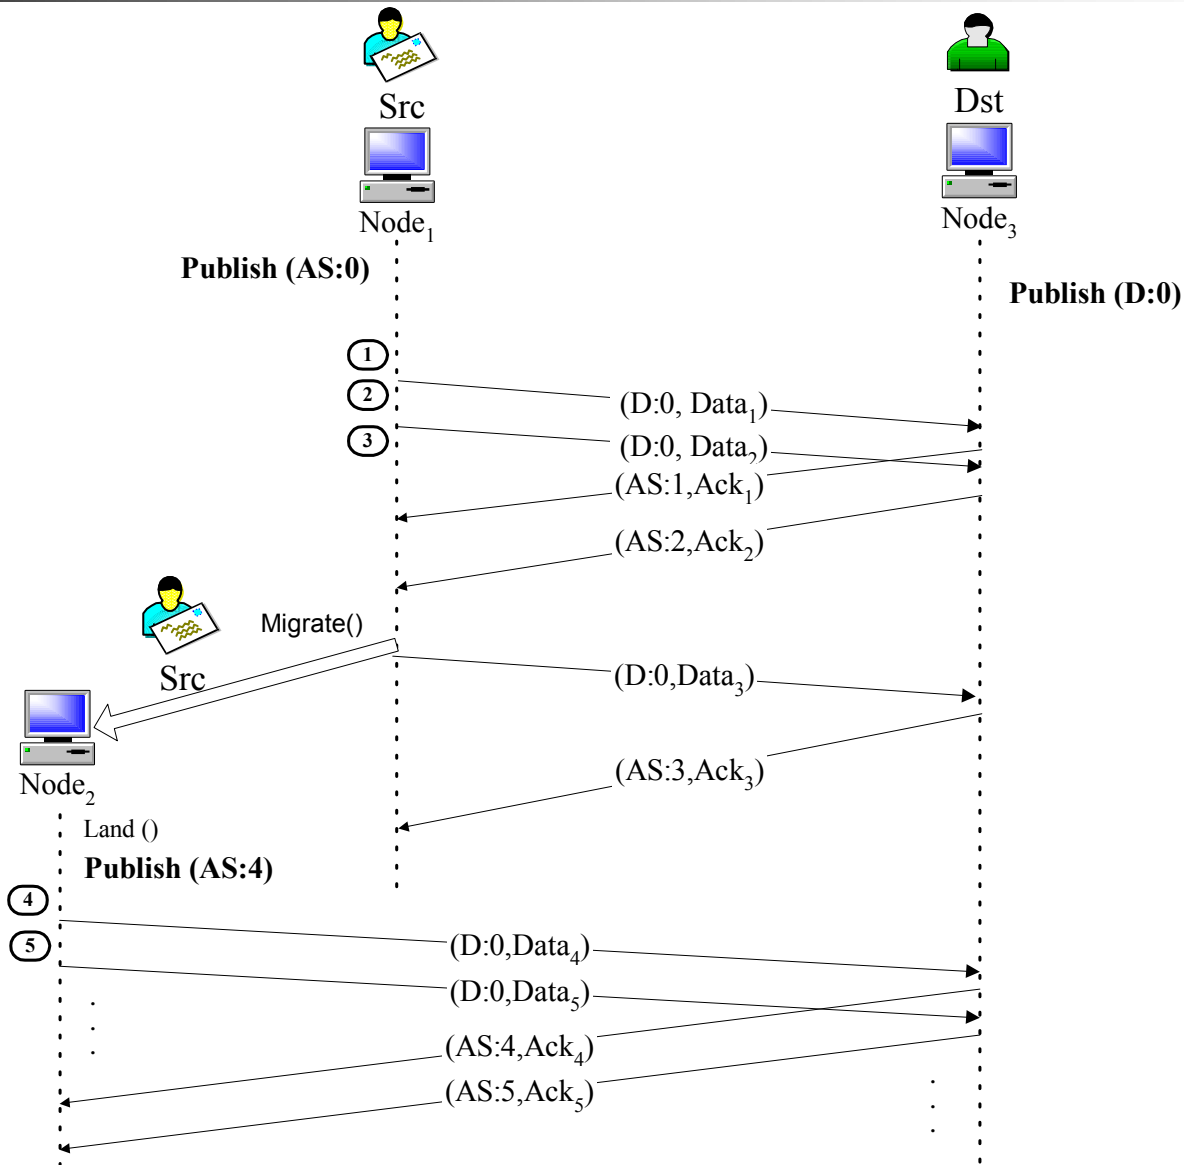 Src
Dst
Node₁
Node₃
Publish (AS:0)
Publish (D:0)
1
2
(D:0, Data₁)
3
(D:0, Data₂)
(AS:1,Ack₁)
(AS:2,Ack₂)
Migrate()
Src
(D:0,Data₃)
(AS:3,Ack₃)
Node₂
Land ()
Publish (AS:4)
4
5
(D:0,Data₄)
(D:0,Data₅)
(AS:4,Ack₄)
(AS:5,Ack₅)